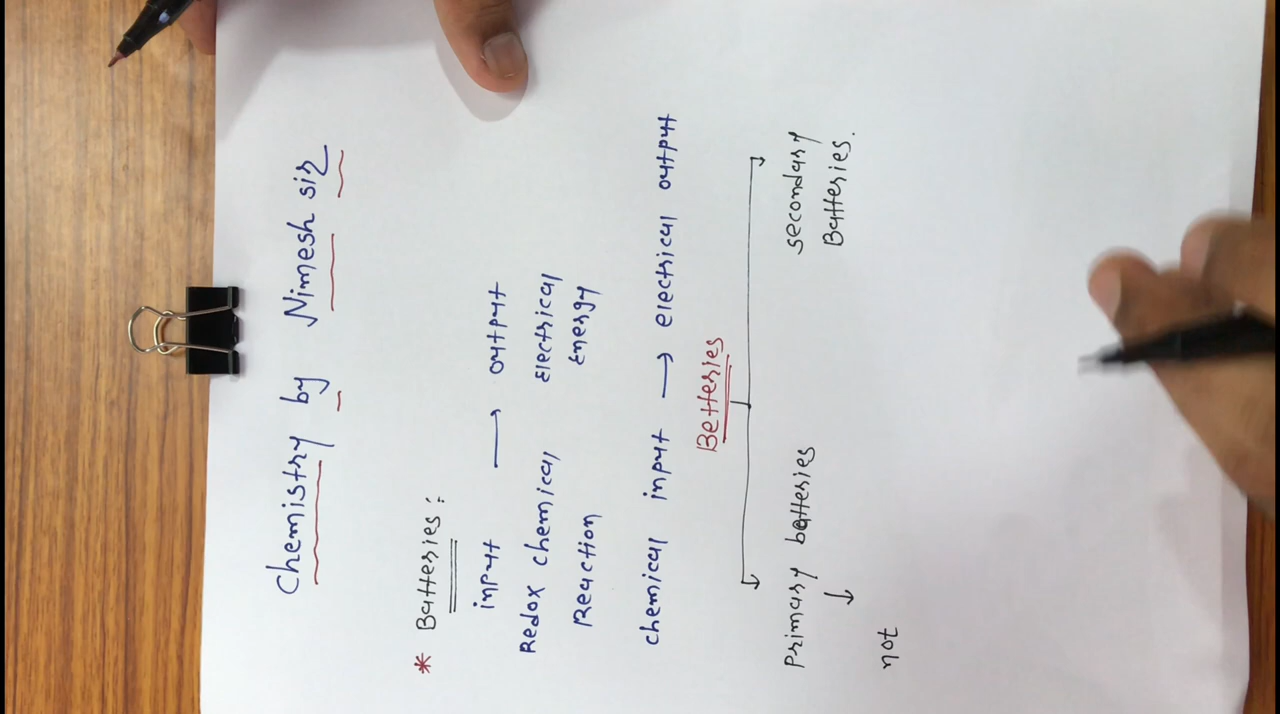 Chemistry by Nimesh sir
* Batteries :
input → output
Redox chemical Electrical
Reaction Energy
chemical input → electrical output
Betteries
Primary batteries secondary
Batteries.
↓
not